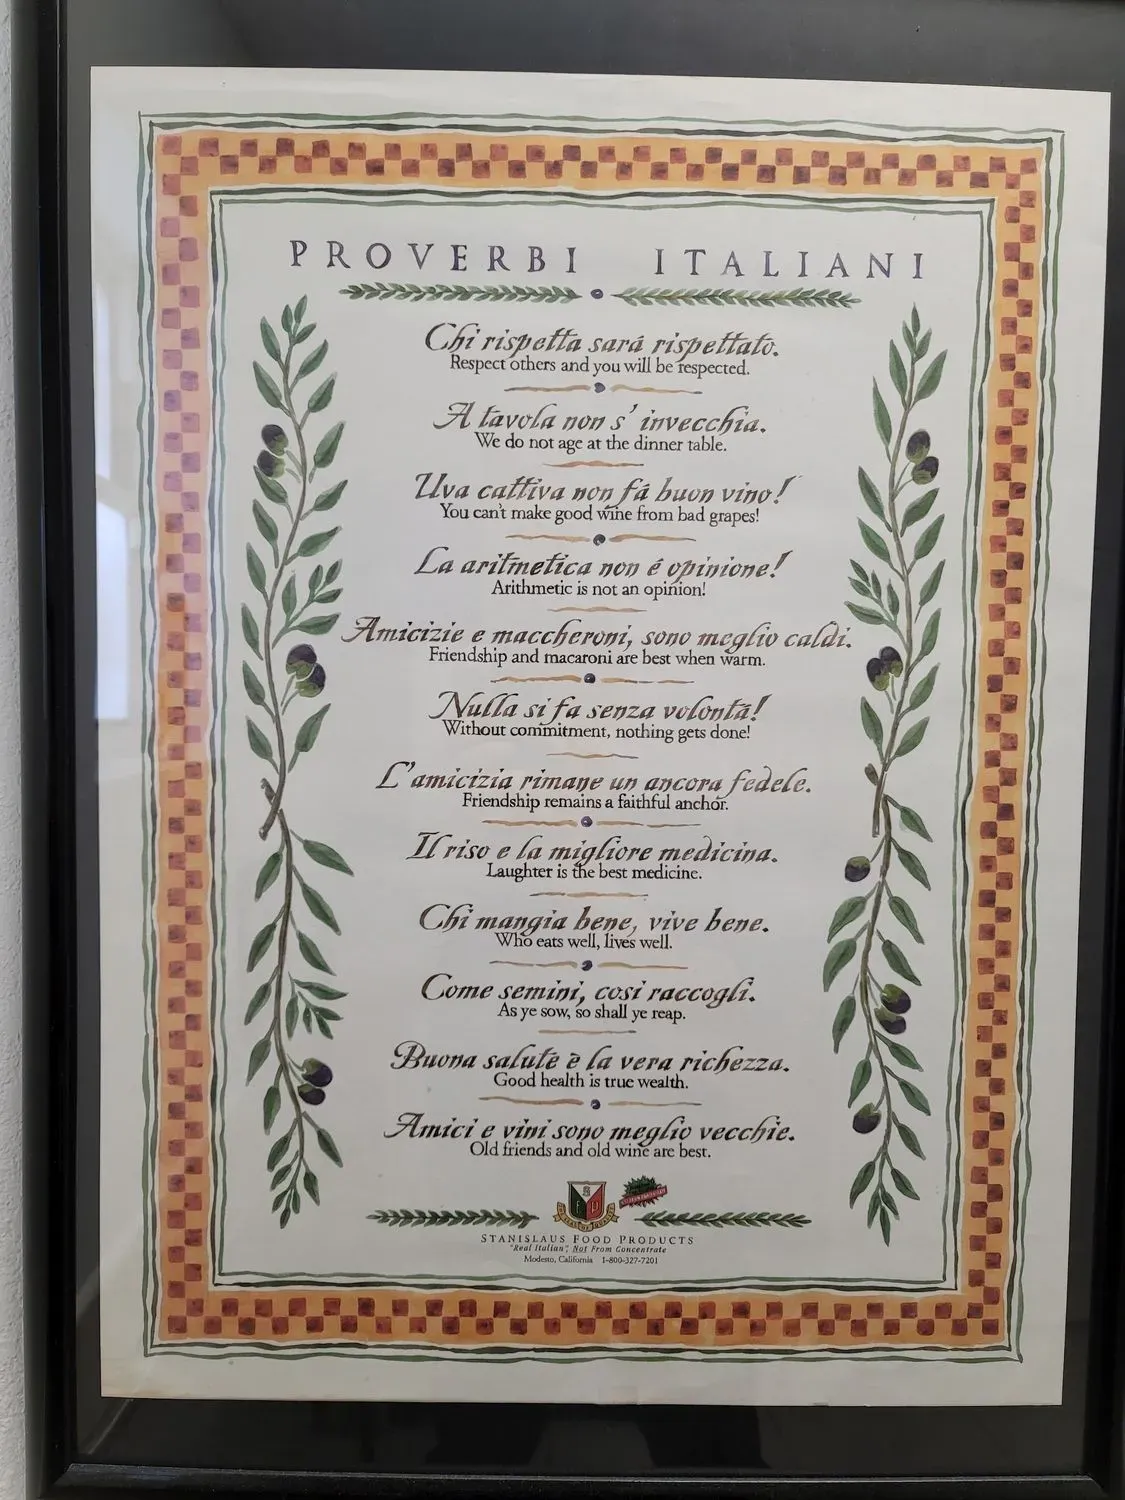 PROVERBI ITALIANI
Chi rispetta sará rispettato.
Respect others and you will be respected.
A tavola non s' invecchia.
We do not age at the dinner table.
Uva cattiva non fá buon vino!
You can't make good wine from bad grapes!
La aritmetica non é opinione!
Arithmetic is not an opinion!
Amicizie e maccheroni, sono meglio caldi.
Friendship and macaroni are best when warm.
Nulla si fa senza volontá!
Without commitment, nothing gets done!
L'amicizia rimane un ancora fedele.
Friendship remains a faithful anchor.
Il riso e la migliore medicina.
Laughter is the best medicine.
Chi mangia bene, vive bene.
Who eats well, lives well.
Come semini, cosi raccogli.
As ye sow, so shall ye reap.
Buona saluté é la vera richezza.
Good health is true wealth.
Amici e vini sono meglio vecchie.
Old friends and old wine are best.
STANISLAUS FOOD PRODUCTS
"Real Italian", Not From Concentrate
Modesto, California 1-800-327-7201